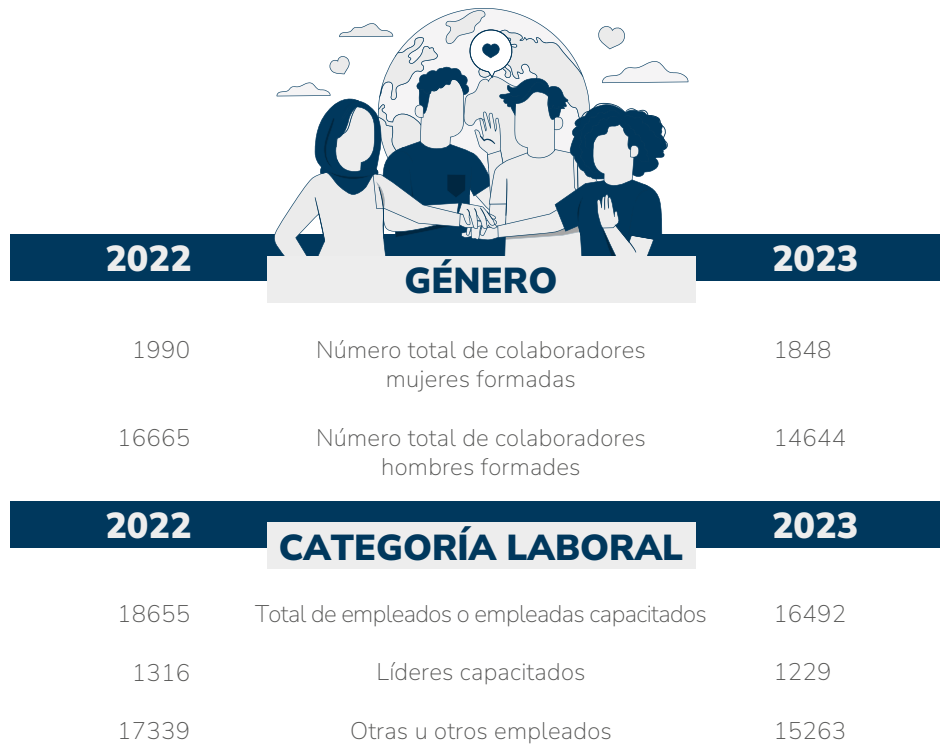 2022
2023
GÉNERO
1990
Número total de colaboradores
mujeres formadas
1848
16665
Número total de colaboradores
hombres formades
14644
2022
2023
CATEGORÍA LABORAL
18655
Total de empleados o empleadas capacitados
16492
1316
Líderes capacitados
1229
17339
Otras u otros empleados
15263